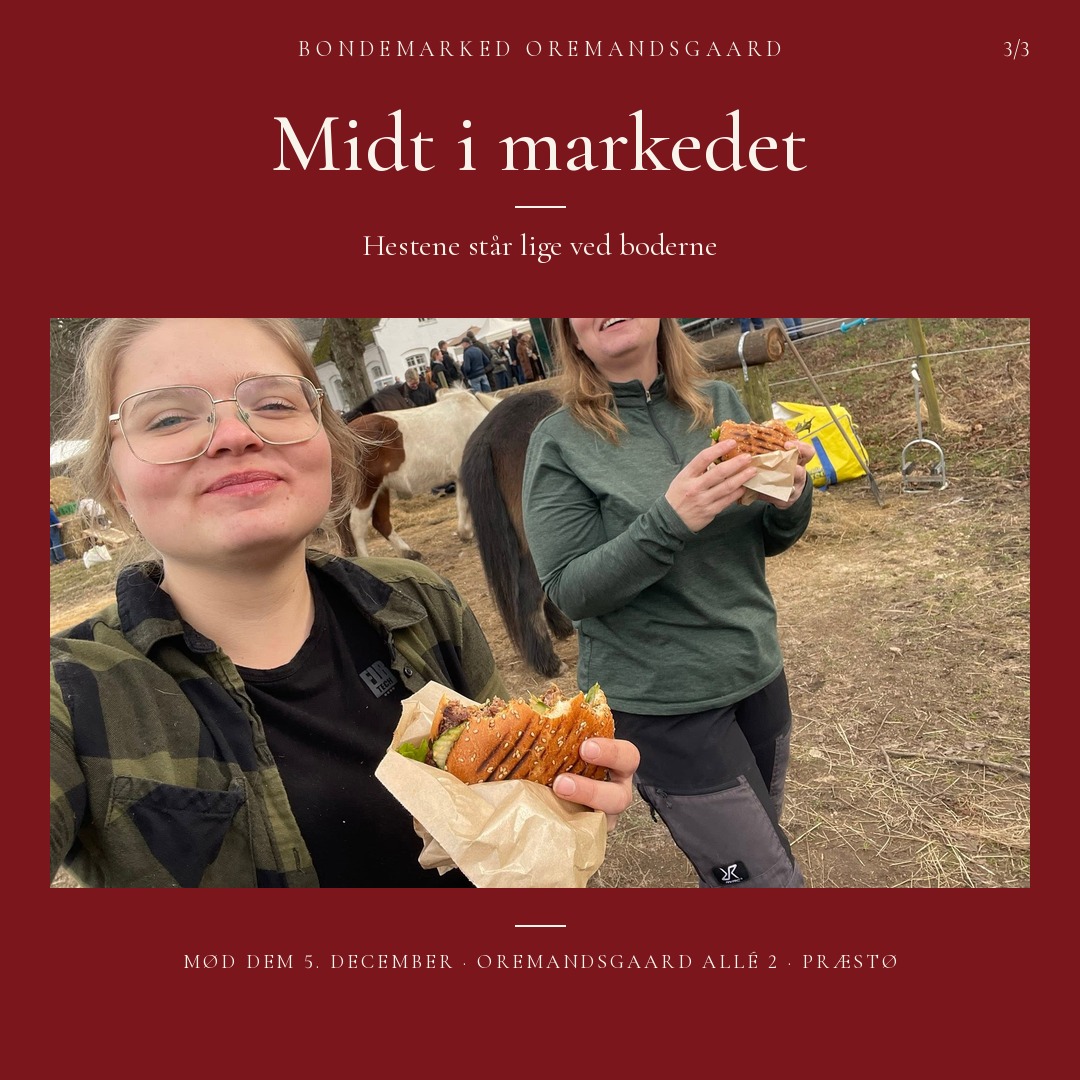 BONDEMARKED OREMANDSGAARD
3/3
Midt i markedet
Hestene står lige ved boderne
MØD DEM 5. DECEMBER · OREMANDSGAARD ALLÉ 2 · PRÆSTØ